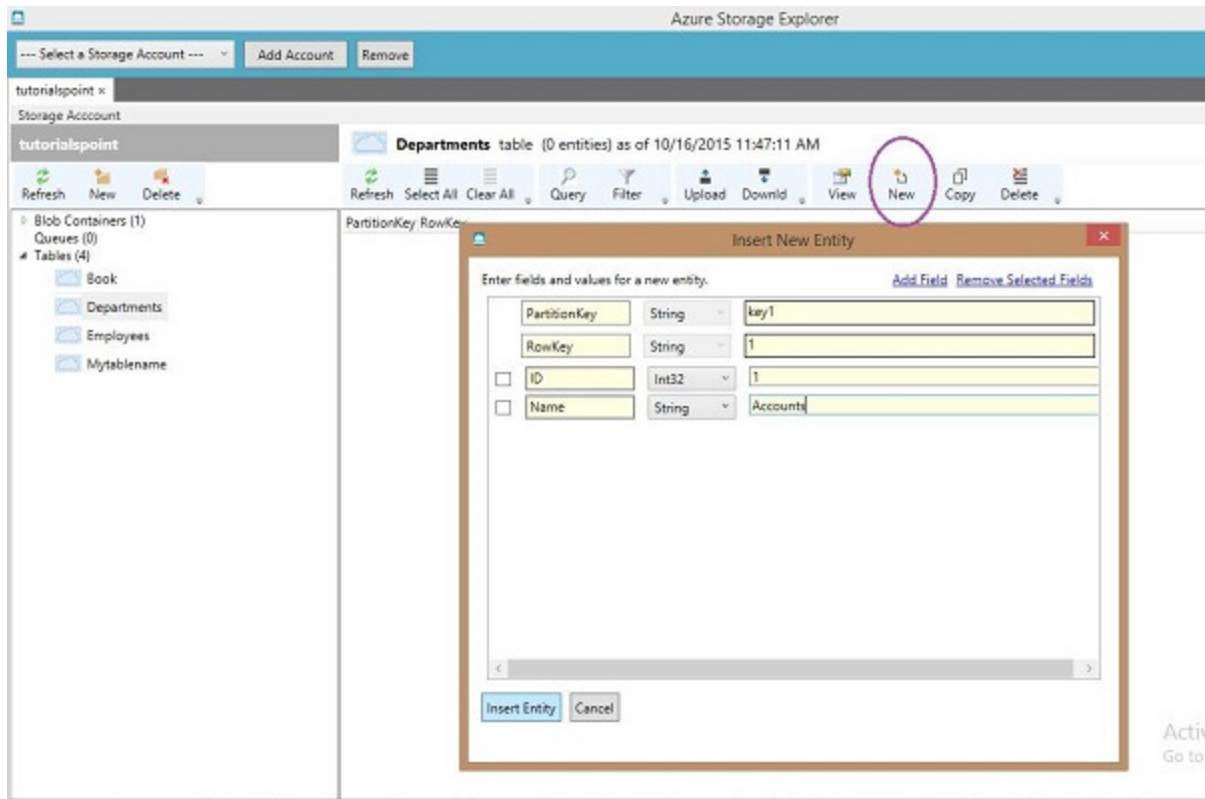 Azure Storage Explorer
--- Select a Storage Account --- Add Account Remove
tutorialspoint ×
Storage Acccount
tutorialspoint
Departments table (0 entities) as of 10/16/2015 11:47:11 AM
Refresh New Delete
Refresh Select All Clear All Query Filter Upload Downld View New Copy Delete
Blob Containers (1)
Queues (0)
Tables (4)
Book
Departments
Employees
Mytablename
PartitionKey RowKey
Insert New Entity
Enter fields and values for a new entity. Add Field Remove Selected Fields
PartitionKey String key1
RowKey String 1
ID Int32 1
Name String Accounts
Insert Entity Cancel
Activ
Go to